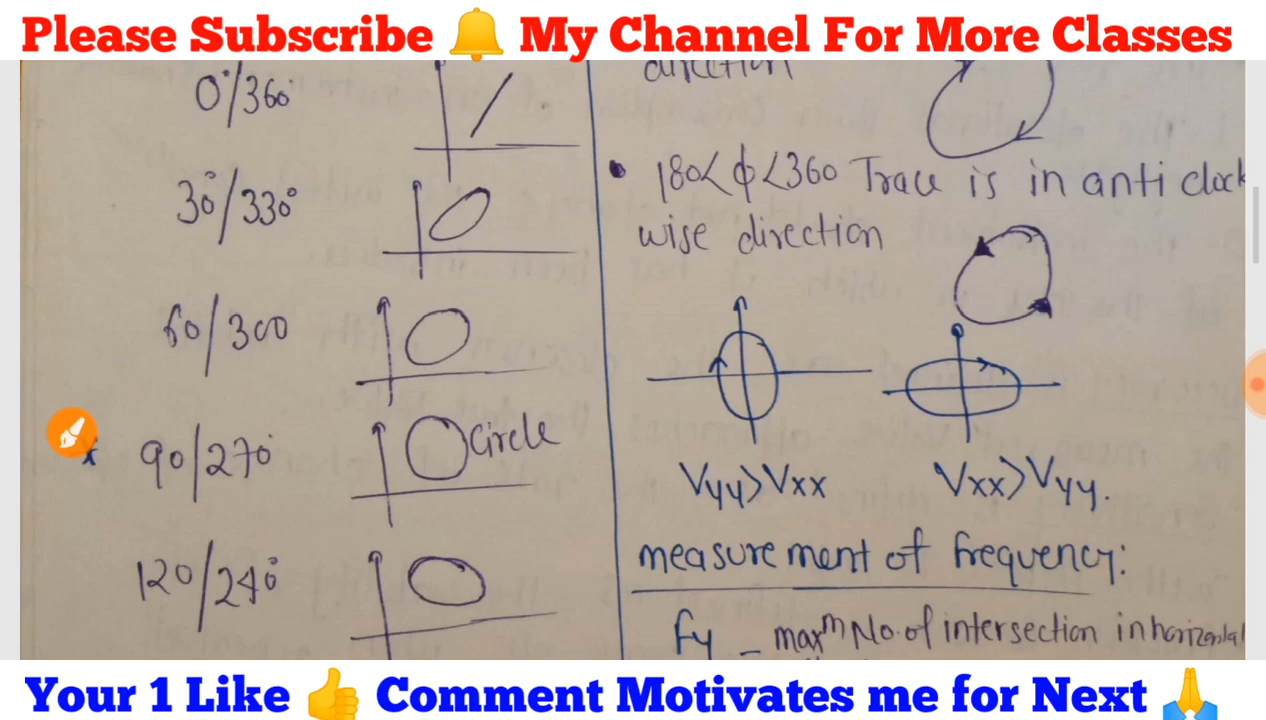 Please Subscribe 🔔 My Channel For More Classes
0°/360°
30°/330°
60/300
90/270°
Circle
120/240°
direction
• 180<ϕ<360 Trace is in anti clock
wise direction
Vyy>Vxx
Vxx>Vyy.
measurement of frequency:
Fy = maxᵐ No. of intersection in horizontal
Your 1 Like 👍 Comment Motivates me for Next 🙏